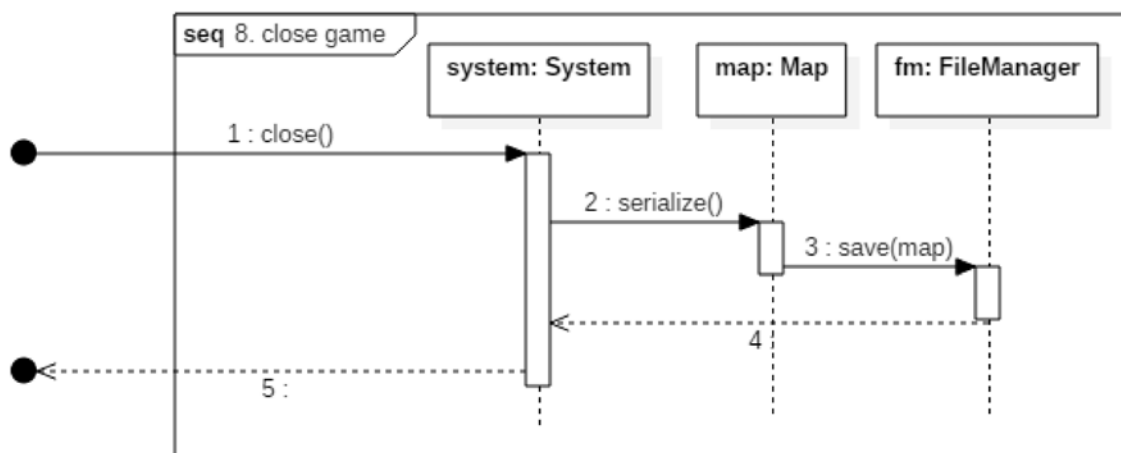 seq 8. close game
system: System
map: Map
fm: FileManager
1 : close()
2 : serialize()
3 : save(map)
4
5 :